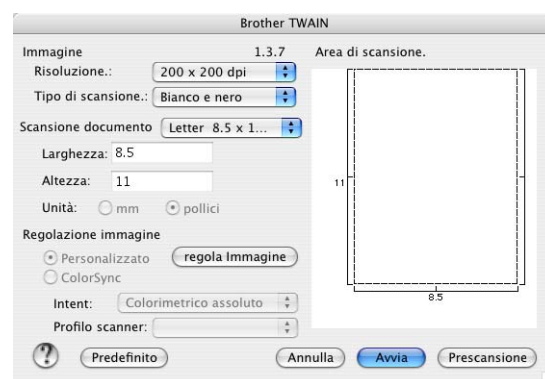 Brother TWAIN
Immagine 1.3.7
Risoluzione.: 200 x 200 dpi
Tipo di scansione.: Bianco e nero
Scansione documento Letter 8.5 x 1...
Larghezza: 8.5
Altezza: 11
Unità: mm pollici
Regolazione immagine
Personalizzato regola Immagine
ColorSync
Intent: Colorimetrico assoluto
Profilo scanner:
Area di scansione.
11
8.5
? Predefinito Annulla Avvia Prescansione